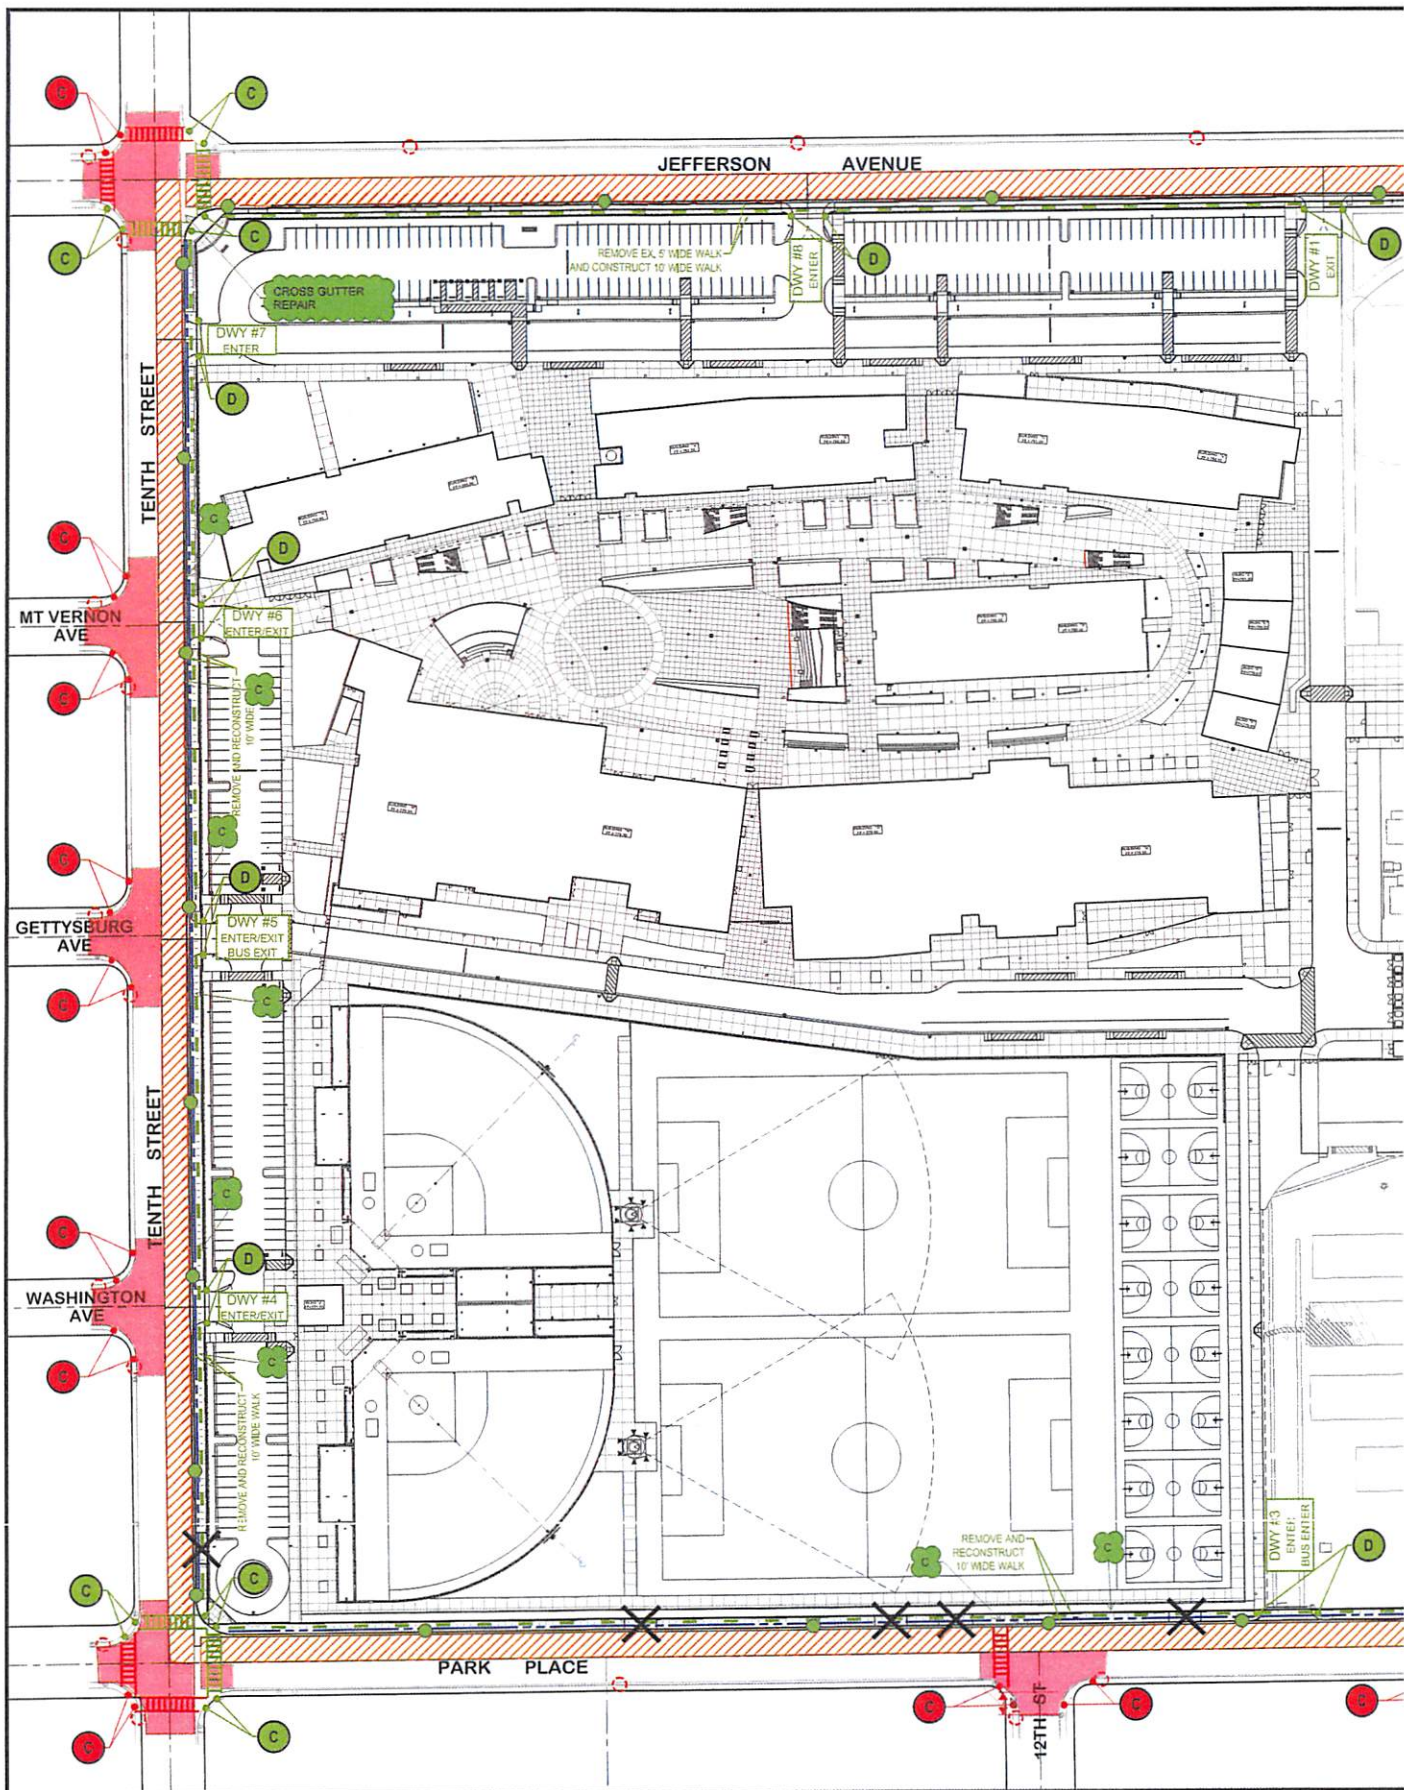 C
C
JEFFERSON AVENUE
C
C
D
D
REMOVE EX. 5' WIDE WALK
AND CONSTRUCT 10' WIDE WALK
DWY #8
ENTER
DWY #1
EXIT
CROSS GUTTER
REPAIR
DWY #7
ENTER
D
TENTH STREET
C
C
D
MT VERNON
AVE
DWY #6
ENTER/EXIT
C
C
REMOVE AND RECONSTRUCT
10' WIDE
C
C
D
GETTYSBURG
AVE
DWY #5
ENTER/EXIT
BUS EXIT
C
C
TENTH STREET
C
C
D
WASHINGTON
AVE
DWY #4
ENTER/EXIT
C
C
REMOVE AND RECONSTRUCT
10' WIDE WALK
REMOVE AND
RECONSTRUCT
10' WIDE WALK
C
C
DWY #3
ENTER
BUS ENTER
D
C
C
PARK PLACE
12TH ST
C
C
C
C
C